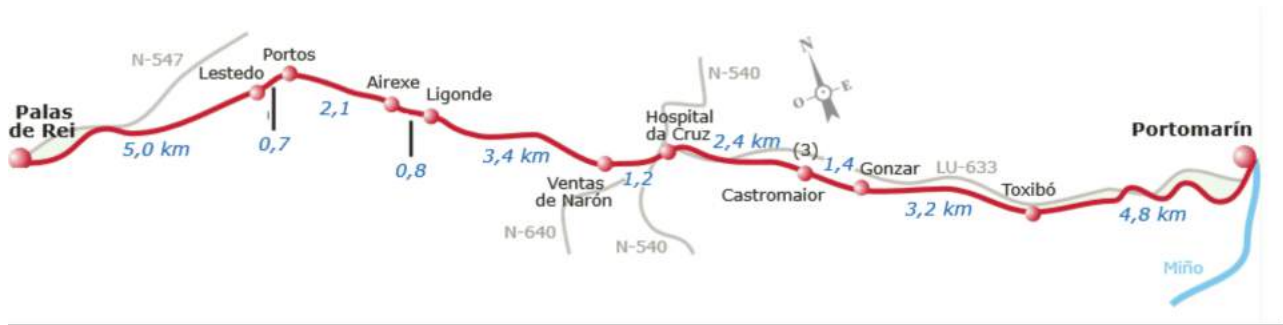 N-547
Portos
Lestedo
Airexe
Ligonde
Palas
de Rei
5,0 km
0,7
2,1
0,8
3,4 km
Ventas
de Narón
1,2
Hospital
da Cruz
N-540
N-640
N-540
2,4 km
(3)
Castromaior
1,4
Gonzar
N
O
E
LU-633
3,2 km
Toxibó
4,8 km
Portomarín
Miño